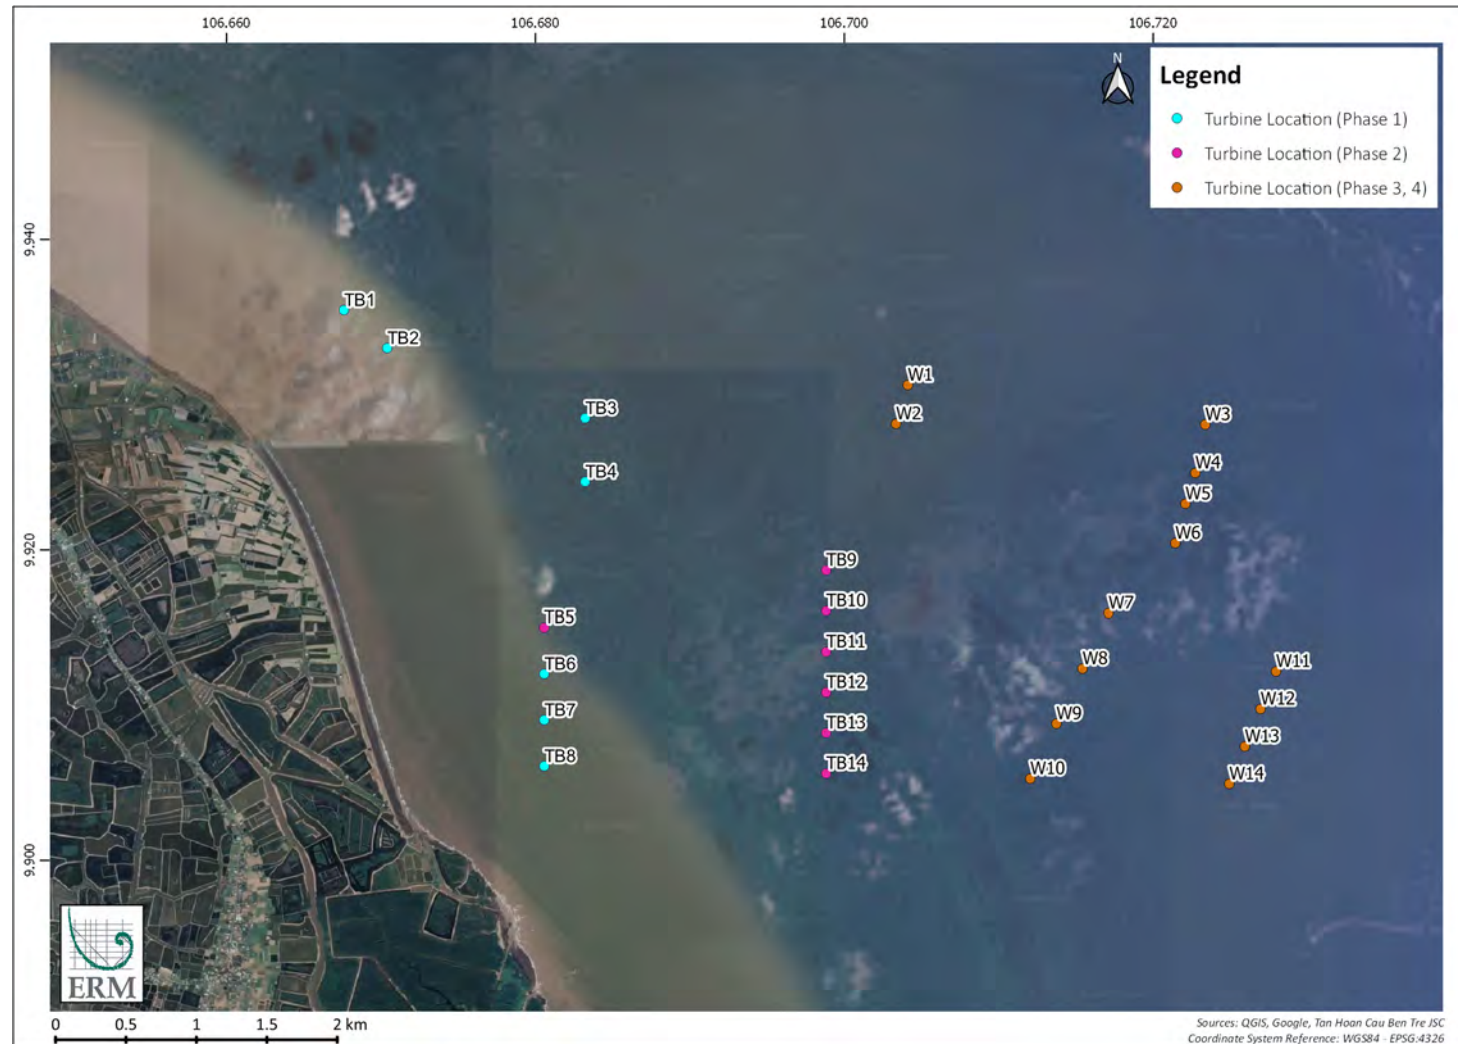 106.660 106.680 106.700 106.720
N
Legend
Turbine Location (Phase 1)
Turbine Location (Phase 2)
Turbine Location (Phase 3, 4)
9.940
TB1
TB2
W1
TB3
W2
W3
TB4
W4
W5
9.920
W6
TB9
TB10
W7
TB5
TB11
W8
W11
TB6
TB12
W12
TB7
W9
TB13
W13
TB8
TB14
W10
W14
9.900
ERM
0 0.5 1 1.5 2 km
Sources: QGIS, Google, Tan Hoan Cau Ben Tre JSC
Coordinate System Reference: WGS84 - EPSG:4326